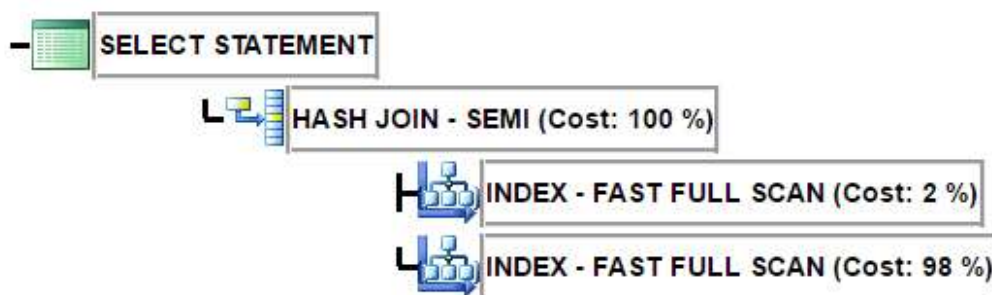 SELECT STATEMENT
HASH JOIN - SEMI (Cost: 100 %)
INDEX - FAST FULL SCAN (Cost: 2 %)
INDEX - FAST FULL SCAN (Cost: 98 %)